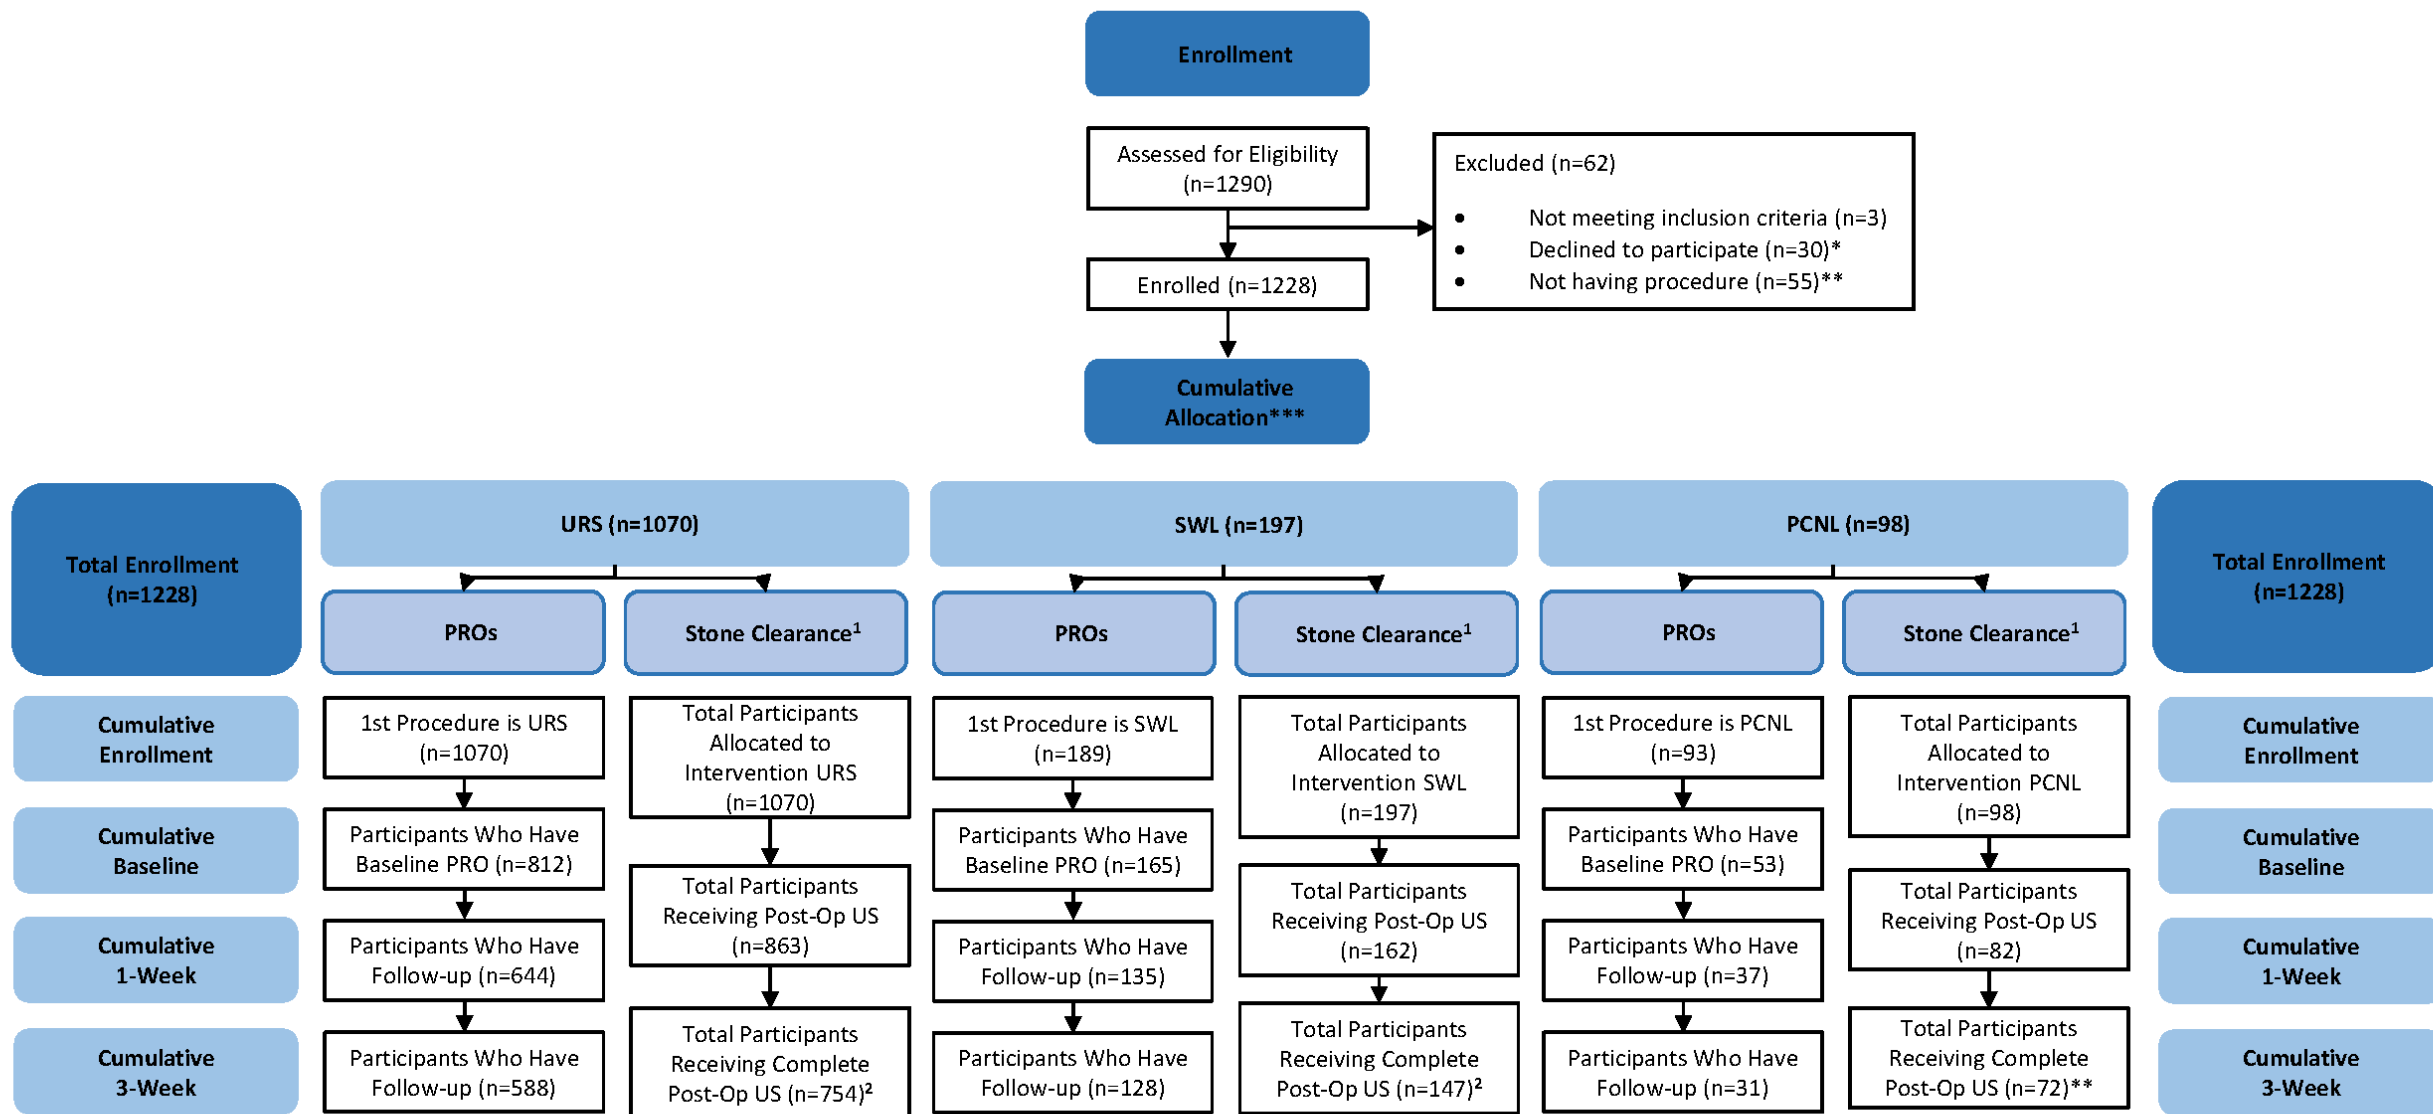 Enrollment
Assessed for Eligibility
(n=1290)
Excluded (n=62)
• Not meeting inclusion criteria (n=3)
• Declined to participate (n=30)*
• Not having procedure (n=55)**
Enrolled (n=1228)
Cumulative
Allocation***
Total Enrollment
(n=1228)
URS (n=1070)
SWL (n=197)
PCNL (n=98)
Total Enrollment
(n=1228)
PROs
Stone Clearance¹
PROs
Stone Clearance¹
PROs
Stone Clearance¹
Cumulative
Enrollment
1st Procedure is URS
(n=1070)
Total Participants
Allocated to
Intervention URS
(n=1070)
1st Procedure is SWL
(n=189)
Total Participants
Allocated to
Intervention SWL
(n=197)
1st Procedure is PCNL
(n=93)
Total Participants
Allocated to
Intervention PCNL
(n=98)
Cumulative
Enrollment
Cumulative
Baseline
Participants Who Have
Baseline PRO (n=812)
Total Participants
Receiving Post-Op US
(n=863)
Participants Who Have
Baseline PRO (n=165)
Total Participants
Receiving Post-Op US
(n=162)
Participants Who Have
Baseline PRO (n=53)
Total Participants
Receiving Post-Op US
(n=82)
Cumulative
Baseline
Cumulative
1-Week
Participants Who Have
Follow-up (n=644)
Participants Who Have
Follow-up (n=135)
Participants Who Have
Follow-up (n=37)
Cumulative
1-Week
Cumulative
3-Week
Participants Who Have
Follow-up (n=588)
Total Participants
Receiving Complete
Post-Op US (n=754)²
Participants Who Have
Follow-up (n=128)
Total Participants
Receiving Complete
Post-Op US (n=147)²
Participants Who Have
Follow-up (n=31)
Total Participants
Receiving Complete
Post-Op US (n=72)**
Cumulative
3-Week